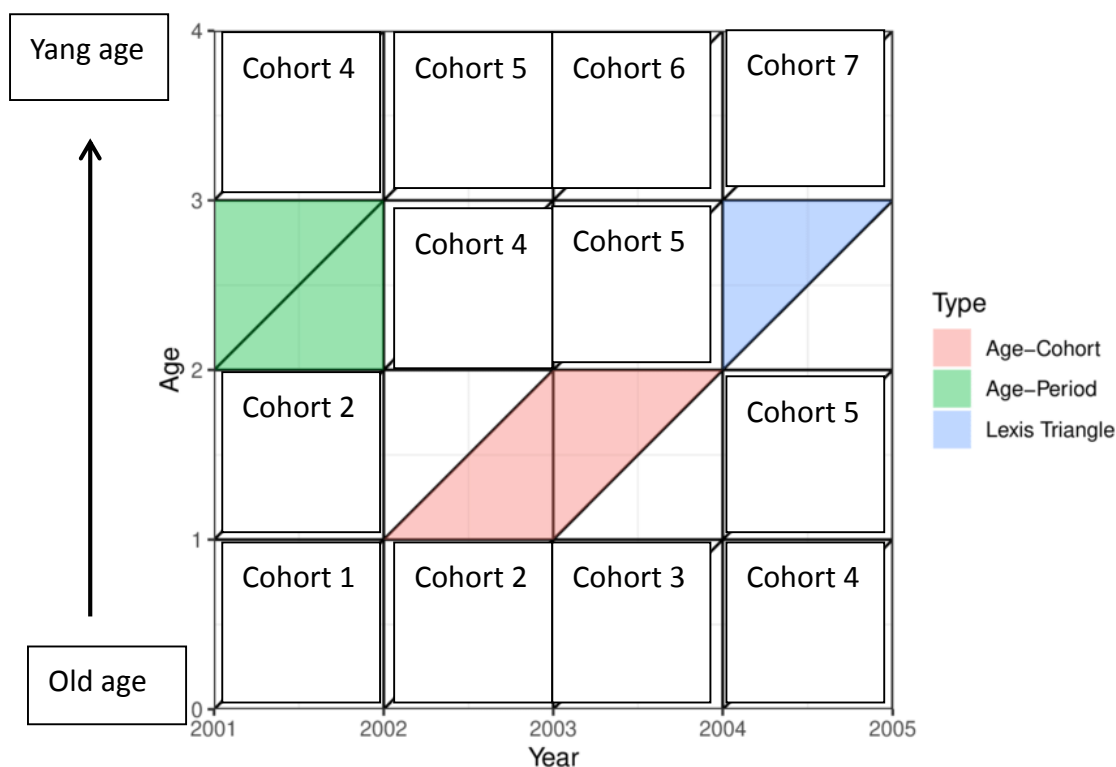 Yang age
4
Cohort 4
Cohort 5
Cohort 6
Cohort 7
3
Cohort 4
Cohort 5
Type
Age–Cohort
Age–Period
Lexis Triangle
Age
2
Cohort 2
Cohort 5
1
Cohort 1
Cohort 2
Cohort 3
Cohort 4
Old age
0
2001
2002
2003
2004
2005
Year